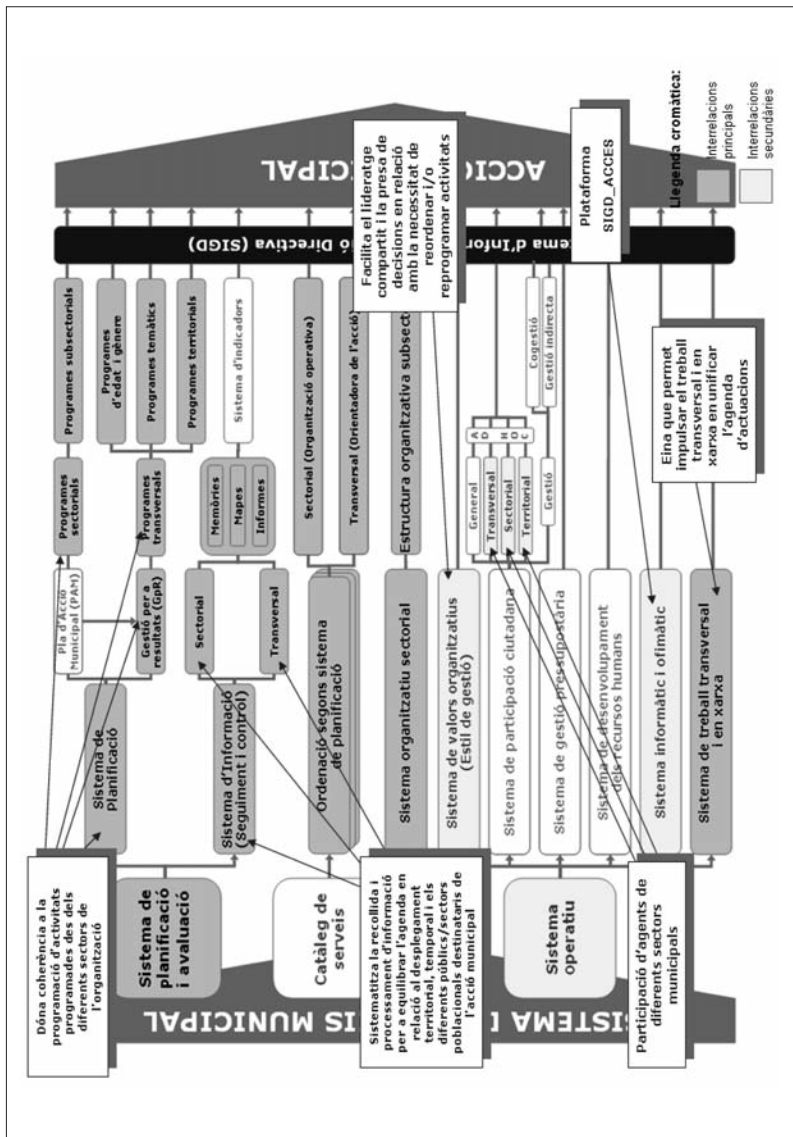 Dóna coherència a la
programació d'activitats
programades des dels
diferents sectors de
l'organització
Sistema de
planificació
i avaluació
Catàleg de
serveis
Sistema
operatiu
Sistematitza la recollida i
processament d'informació
per a equilibrar l'agenda en
relació al desplegament
territorial, temporal i els
diferents públics/sectors
poblacionals destinataris de
l'acció municipal
Participació d'agents de
diferents sectors
municipals
Sistema de
Planificació
Sistema d'Informació
(Seguiment i control)
Ordenació segons sistema
de planificació
Sistema organitzatiu sectorial
Sistema de valors organitzatius
(Estil de gestió)
Sistema de participació ciutadana
Sistema de gestió pressupostària
Sistema de desenvolupament
dels recursos humans
Sistema informàtic i ofimàtic
Sistema de treball transversal
i en xarxa
Pla d'Acció
Municipal (PAM)
Gestió per a
resultats (GpR)
Sectorial
Transversal
Programes
sectorials
Programes
transversals
Memòries
Mapes
Informes
Programes subsectorials
Programes
d'edat i gènere
Programes temàtics
Programes territorials
Sistema d'indicadors
Sectorial (Organització operativa)
Transversal (Orientadora de l'acció)
Estructura organitzativa
General
Transversal
Sectorial
Territorial
A
D
H
O
C
Gestió
Cogestió
Gestió indirecta
Directiva (SIGD)
Facilita el lideratge
compartit i la presa de
decisions en relació
amb la necessitat de
reordenar i/o
reprogramar activitats
Plataforma
SIGD_ACCES
Eina que permet
impulsar el treball
transversal i en
xarxa en unificar
l'agenda
d'actuacions
Llegenda cromàtica:
Interrelacions
principals
Interrelacions
secundàries